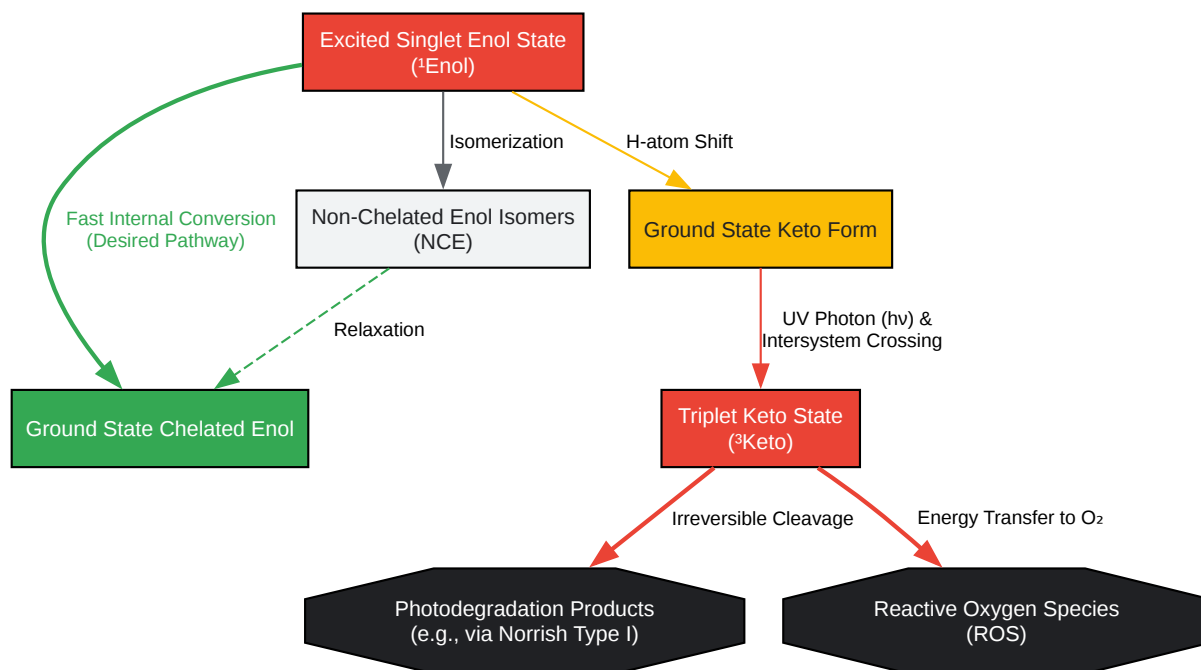 Excited Singlet Enol State
(¹Enol)
Isomerization
H-atom Shift
Fast Internal Conversion
(Desired Pathway)
Non-Chelated Enol Isomers
(NCE)
Ground State Keto Form
Relaxation
UV Photon (hν) &
Intersystem Crossing
Ground State Chelated Enol
Triplet Keto State
(³Keto)
Irreversible Cleavage
Energy Transfer to O₂
Photodegradation Products
(e.g., via Norrish Type I)
Reactive Oxygen Species
(ROS)